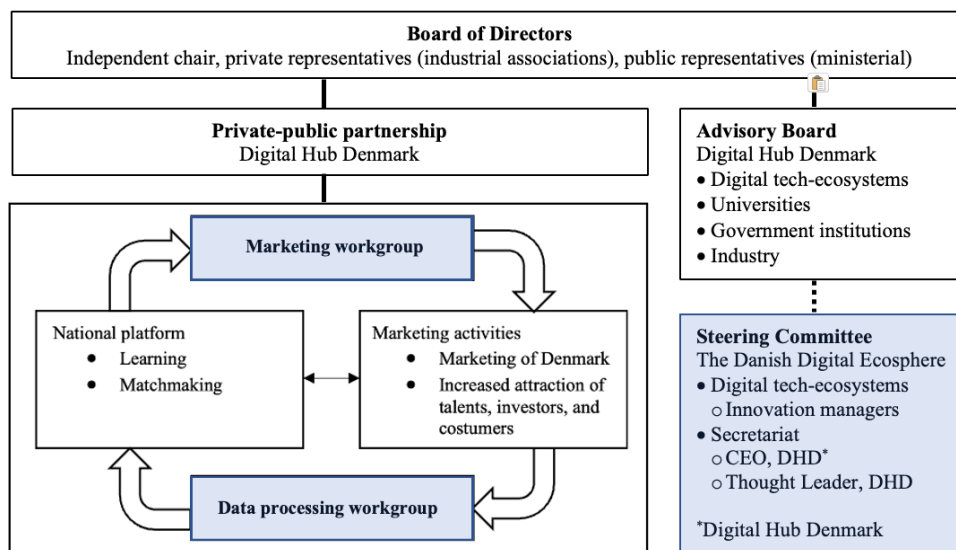 Board of Directors
Independent chair, private representatives (industrial associations), public representatives (ministerial)
Private-public partnership
Digital Hub Denmark
Marketing workgroup
National platform
● Learning
● Matchmaking
Marketing activities
● Marketing of Denmark
● Increased attraction of
talents, investors, and
costumers
Data processing workgroup
Advisory Board
Digital Hub Denmark
• Digital tech-ecosystems
• Universities
• Government institutions
• Industry
Steering Committee
The Danish Digital Ecosphere
• Digital tech-ecosystems
o Innovation managers
• Secretariat
o CEO, DHD*
o Thought Leader, DHD
*Digital Hub Denmark